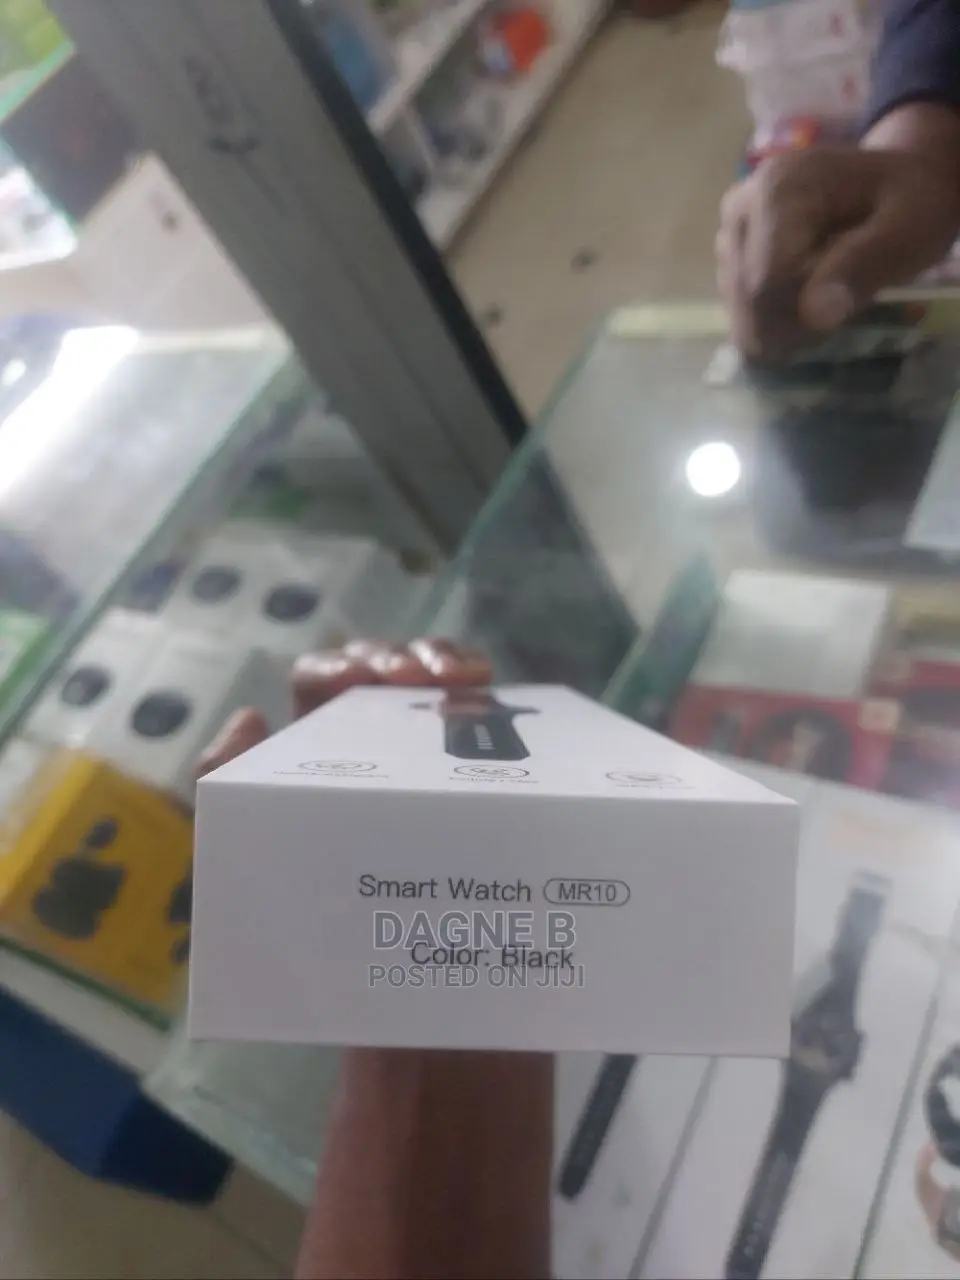 Smart Watch MR10
DAGNE B
Color: Black
POSTED ON JIJI